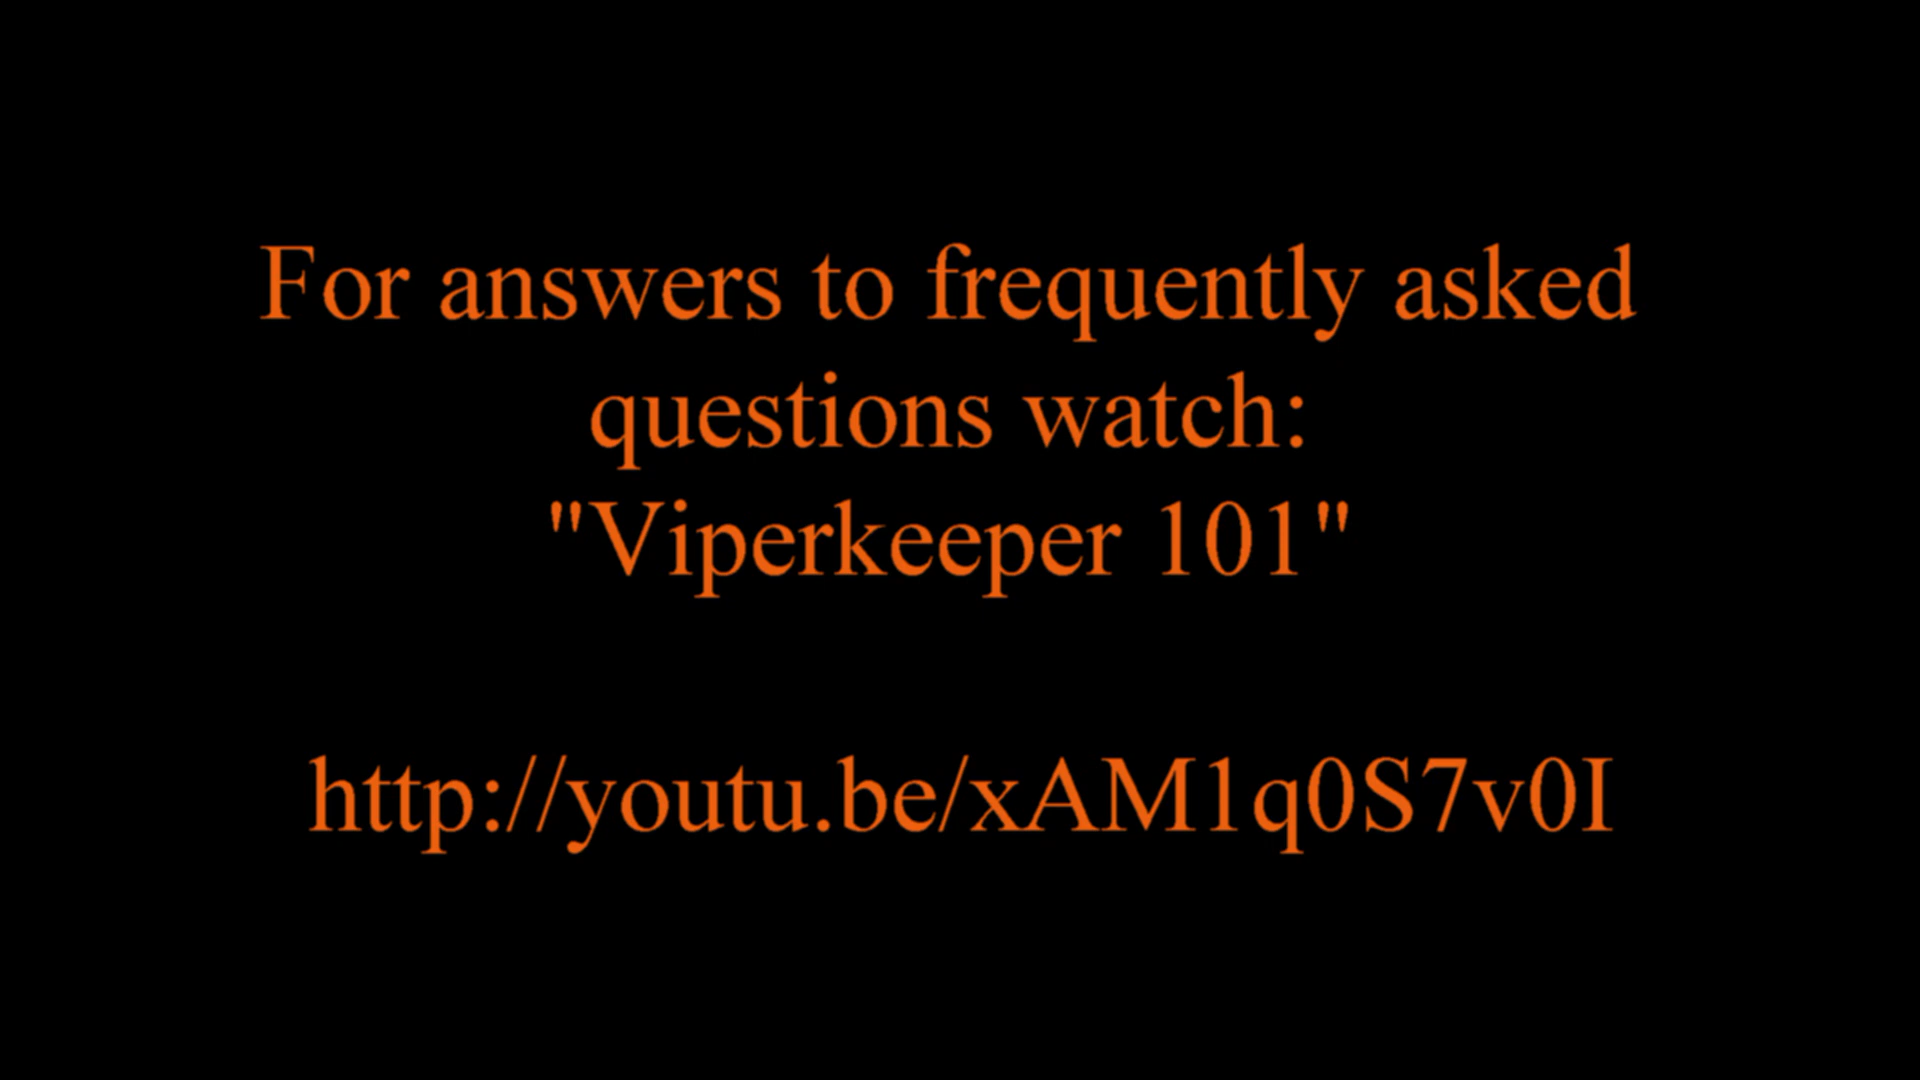 For answers to frequently asked
questions watch:
"Viperkeeper 101"
http://youtu.be/xAM1q0S7v0I